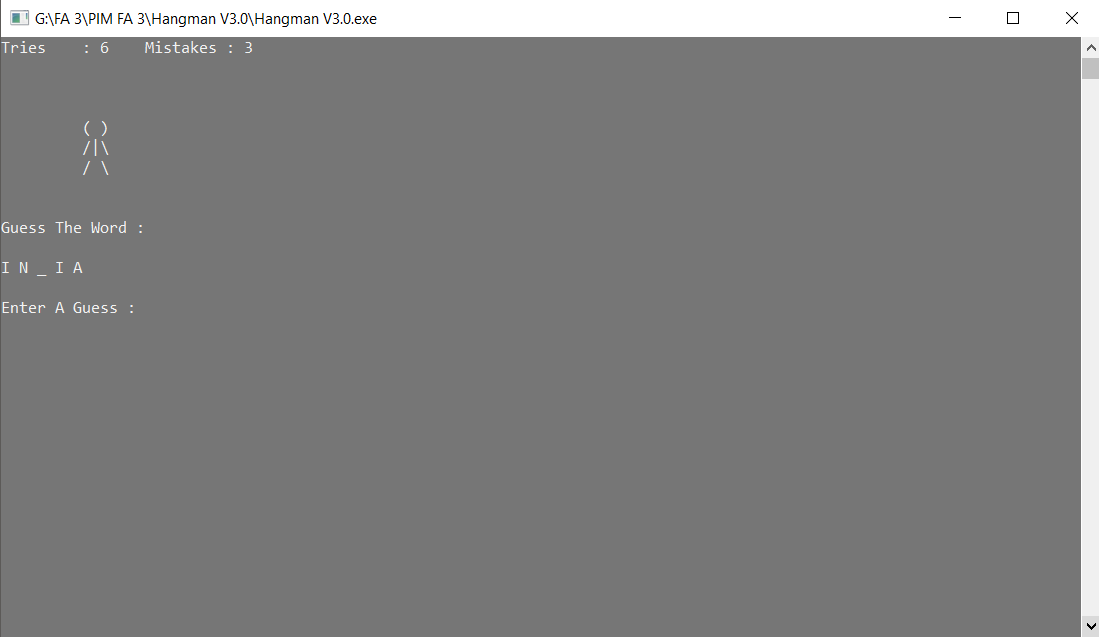 G:\FA 3\PIM FA 3\Hangman V3.0\Hangman V3.0.exe
Tries    : 6    Mistakes : 3
( )
/|\
/ \
Guess The Word :
I N _ I A
Enter A Guess :